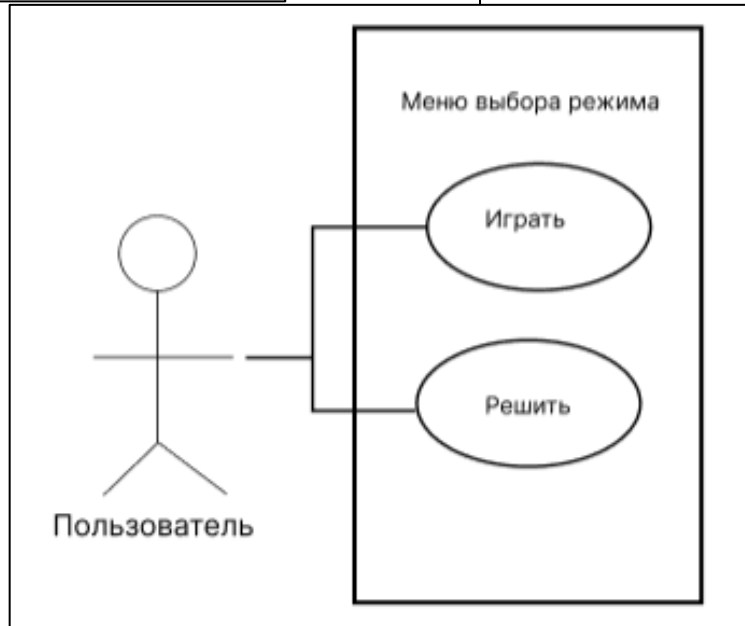 Меню выбора режима
Играть
Решить
Пользователь